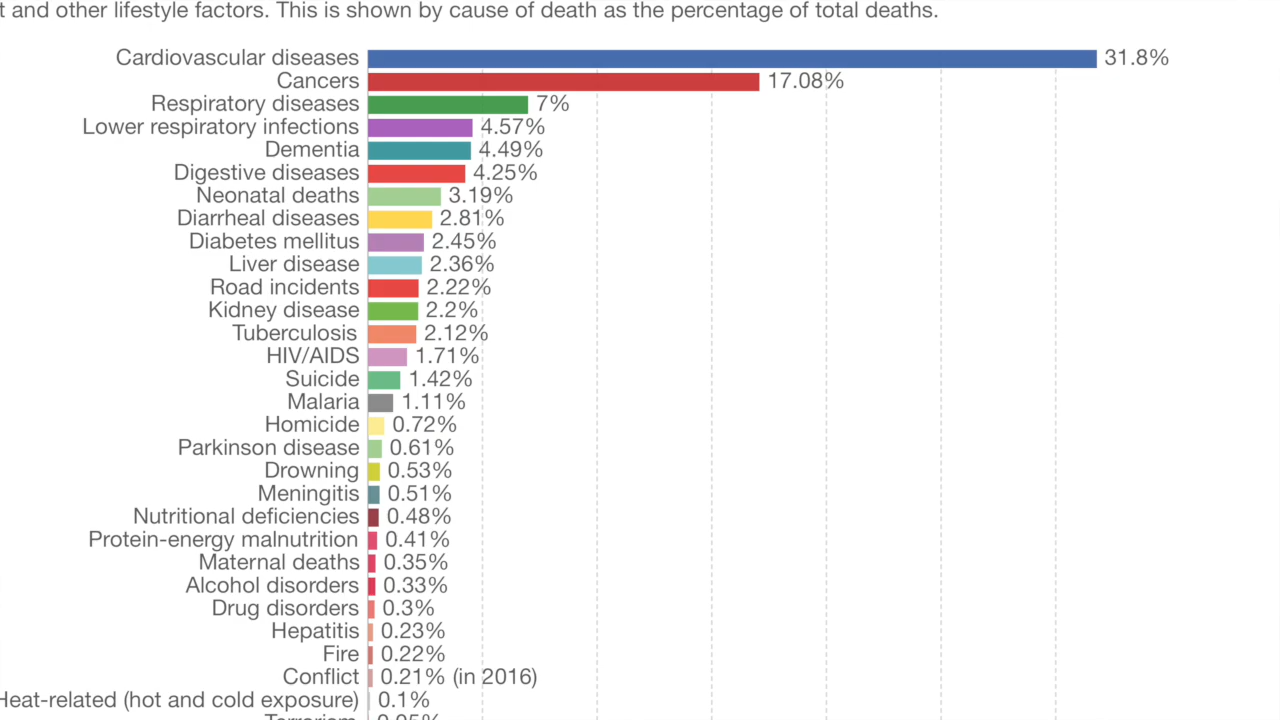 t and other lifestyle factors. This is shown by cause of death as the percentage of total deaths.
Cardiovascular diseases 31.8%
Cancers 17.08%
Respiratory diseases 7%
Lower respiratory infections 4.57%
Dementia 4.49%
Digestive diseases 4.25%
Neonatal deaths 3.19%
Diarrheal diseases 2.81%
Diabetes mellitus 2.45%
Liver disease 2.36%
Road incidents 2.22%
Kidney disease 2.2%
Tuberculosis 2.12%
HIV/AIDS 1.71%
Suicide 1.42%
Malaria 1.11%
Homicide 0.72%
Parkinson disease 0.61%
Drowning 0.53%
Meningitis 0.51%
Nutritional deficiencies 0.48%
Protein-energy malnutrition 0.41%
Maternal deaths 0.35%
Alcohol disorders 0.33%
Drug disorders 0.3%
Hepatitis 0.23%
Fire 0.22%
Conflict 0.21% (in 2016)
Heat-related (hot and cold exposure) 0.1%
Terrorism 0.05%